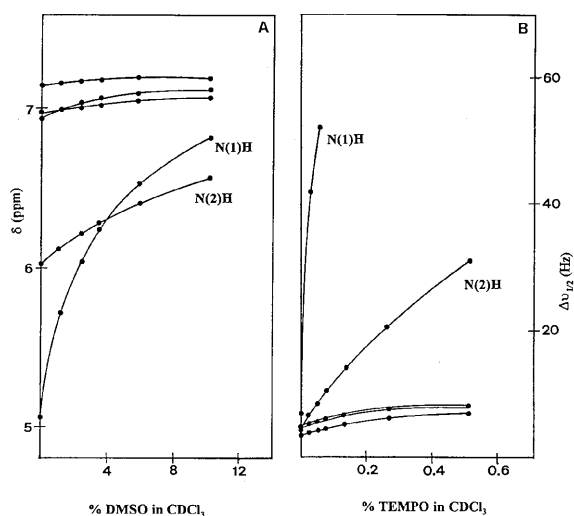 A
B
7
6
5
δ (ppm)
N(1)H
N(2)H
4
8
12
% DMSO in CDCl₃
N(1)H
N(2)H
60
40
20
Δυ₁/₂ (Hz)
0.2
0.4
0.6
% TEMPO in CDCl₃